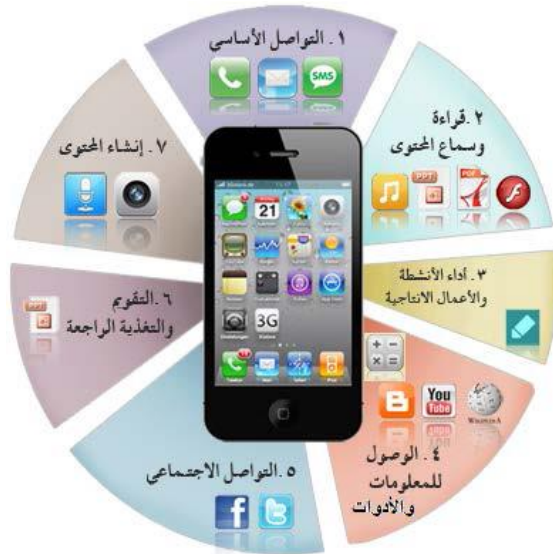 ١. التواصل الأساسي
SMS
٢. قراءة
وسماع المحتوى
PPT
PDF
٣. أداء الأنشطة
والأعمال الانتاجية
٤. الوصول
للمعلومات
والأدوات
You
Tube
WIKIPEDIA
٥. التواصل الاجتماعي
٦. التقويم
والتغذية الراجعة
PPT
٧. إنشاء المحتوى
21
3G